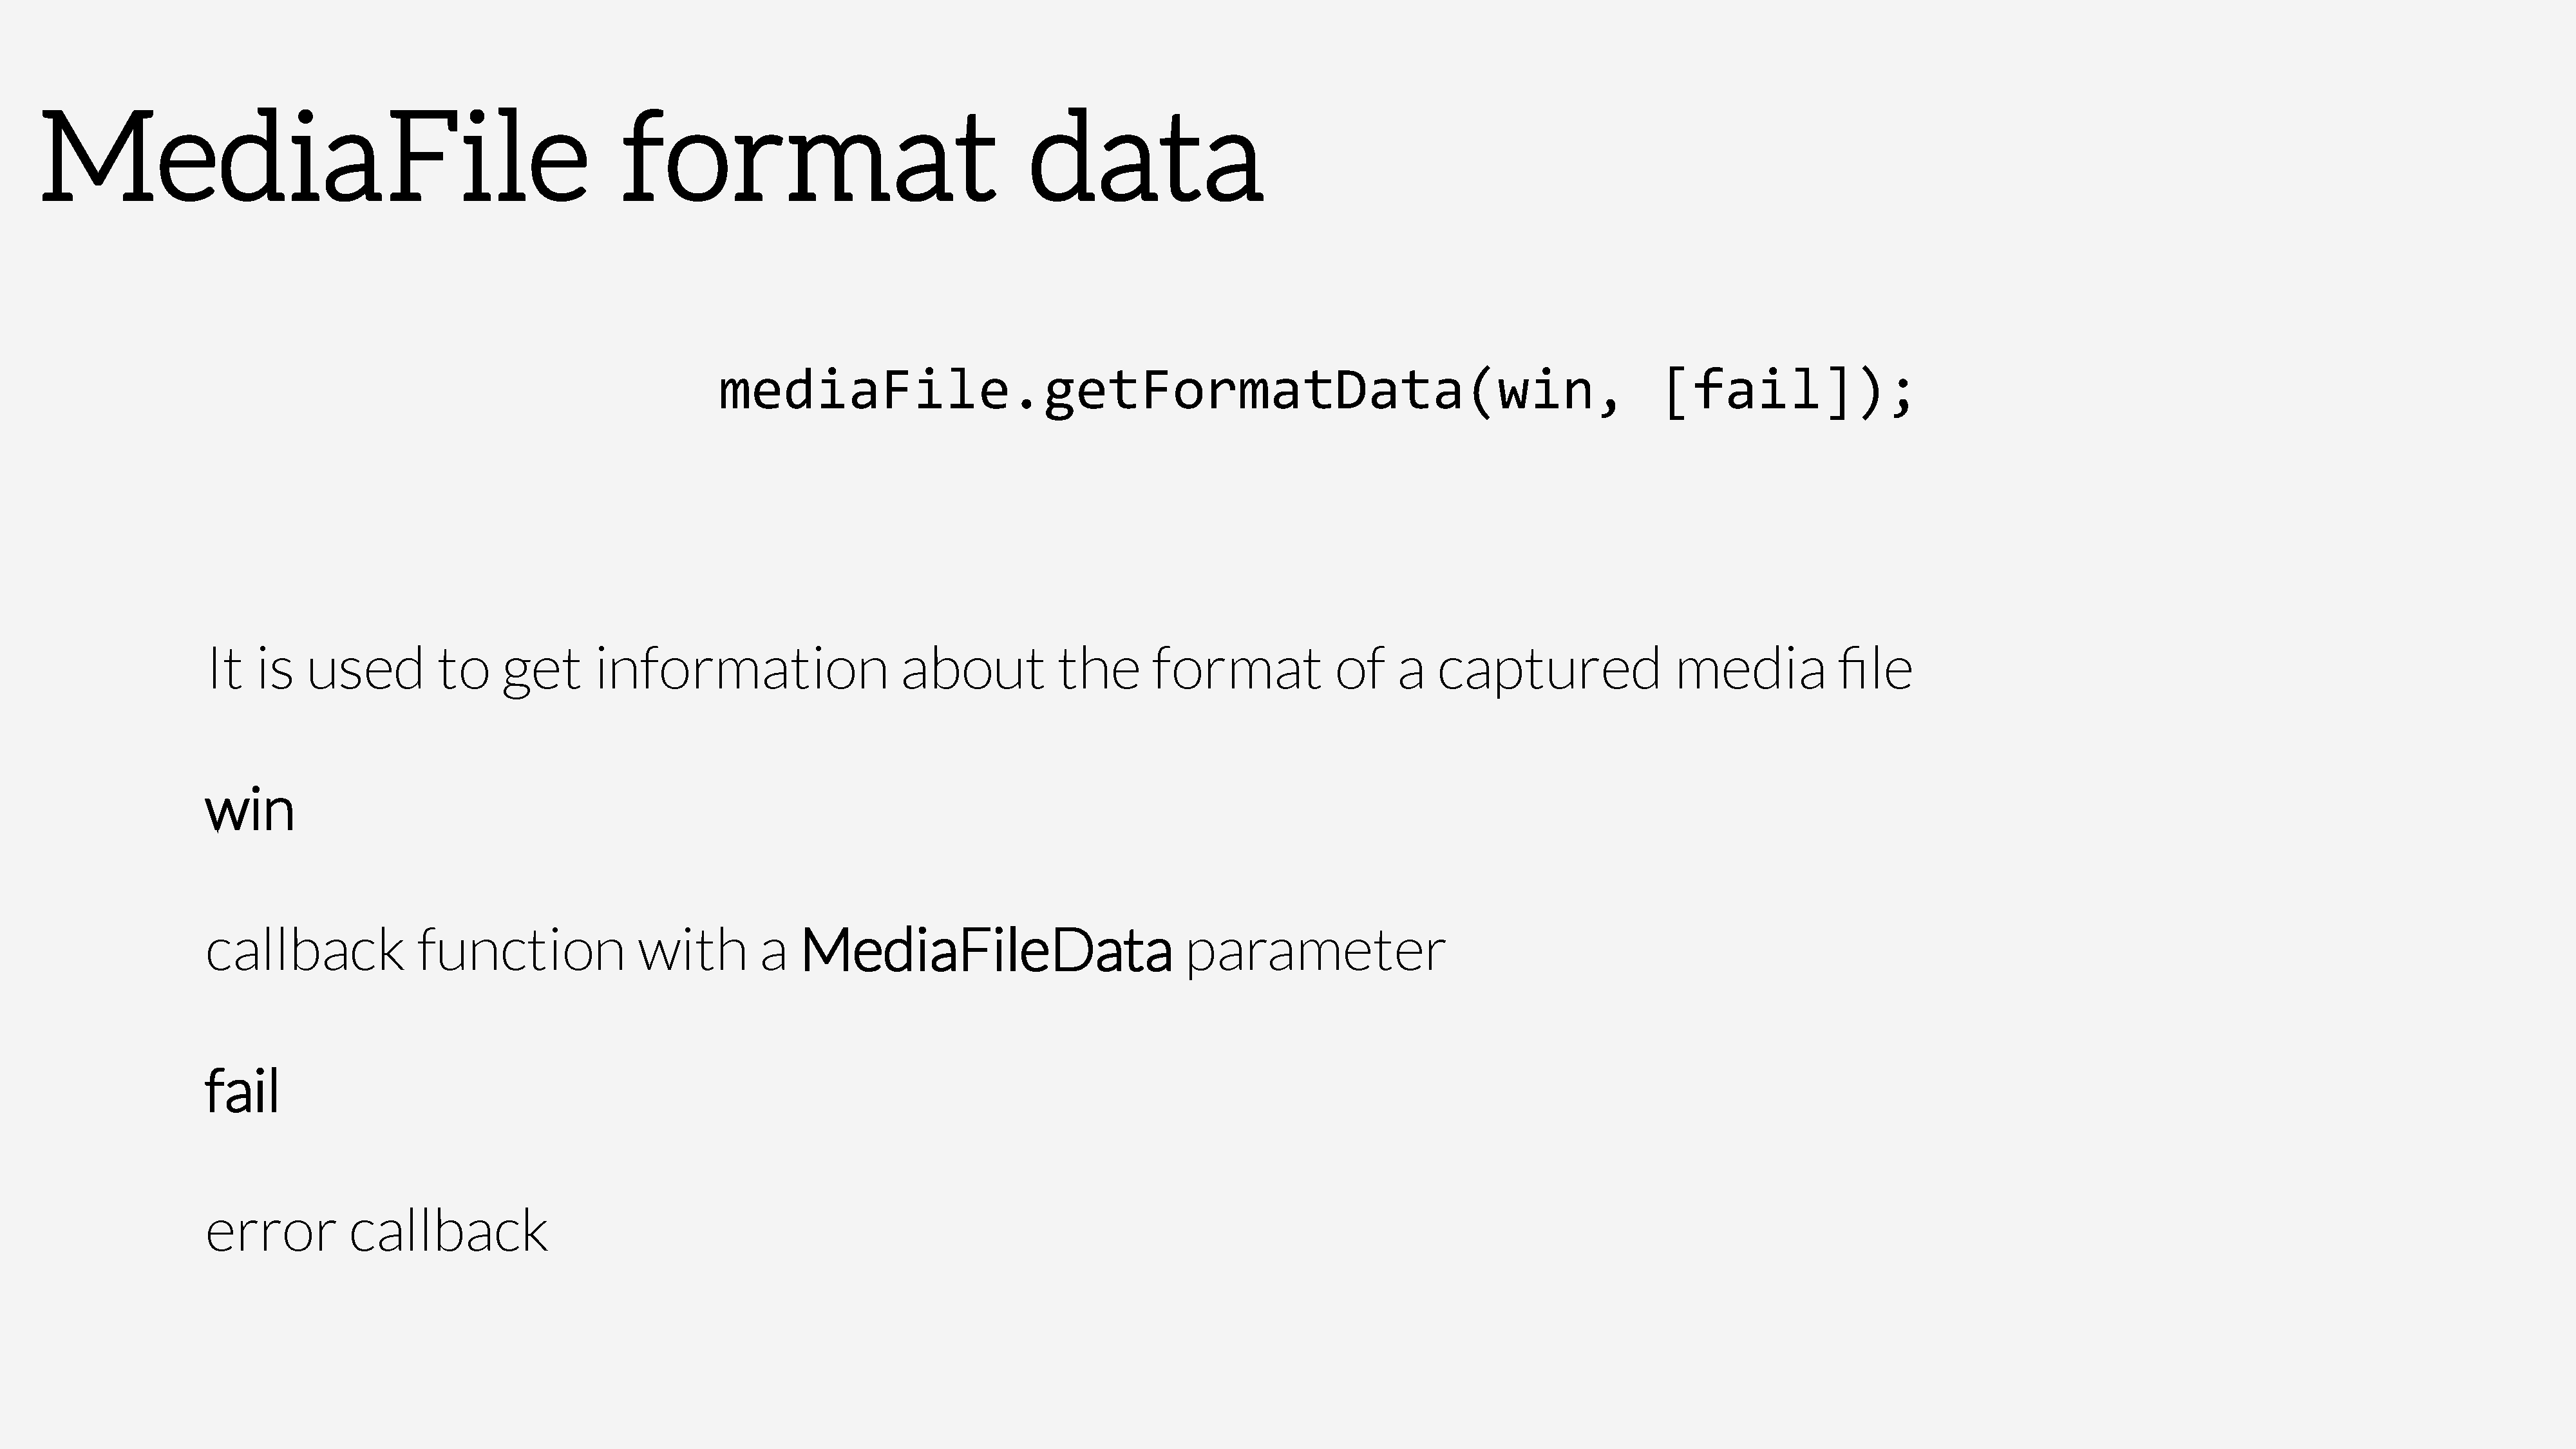 MediaFile format data
mediaFile.getFormatData(win, [fail]);
It is used to get information about the format of a captured media file
win
callback function with a MediaFileData parameter
fail
error callback